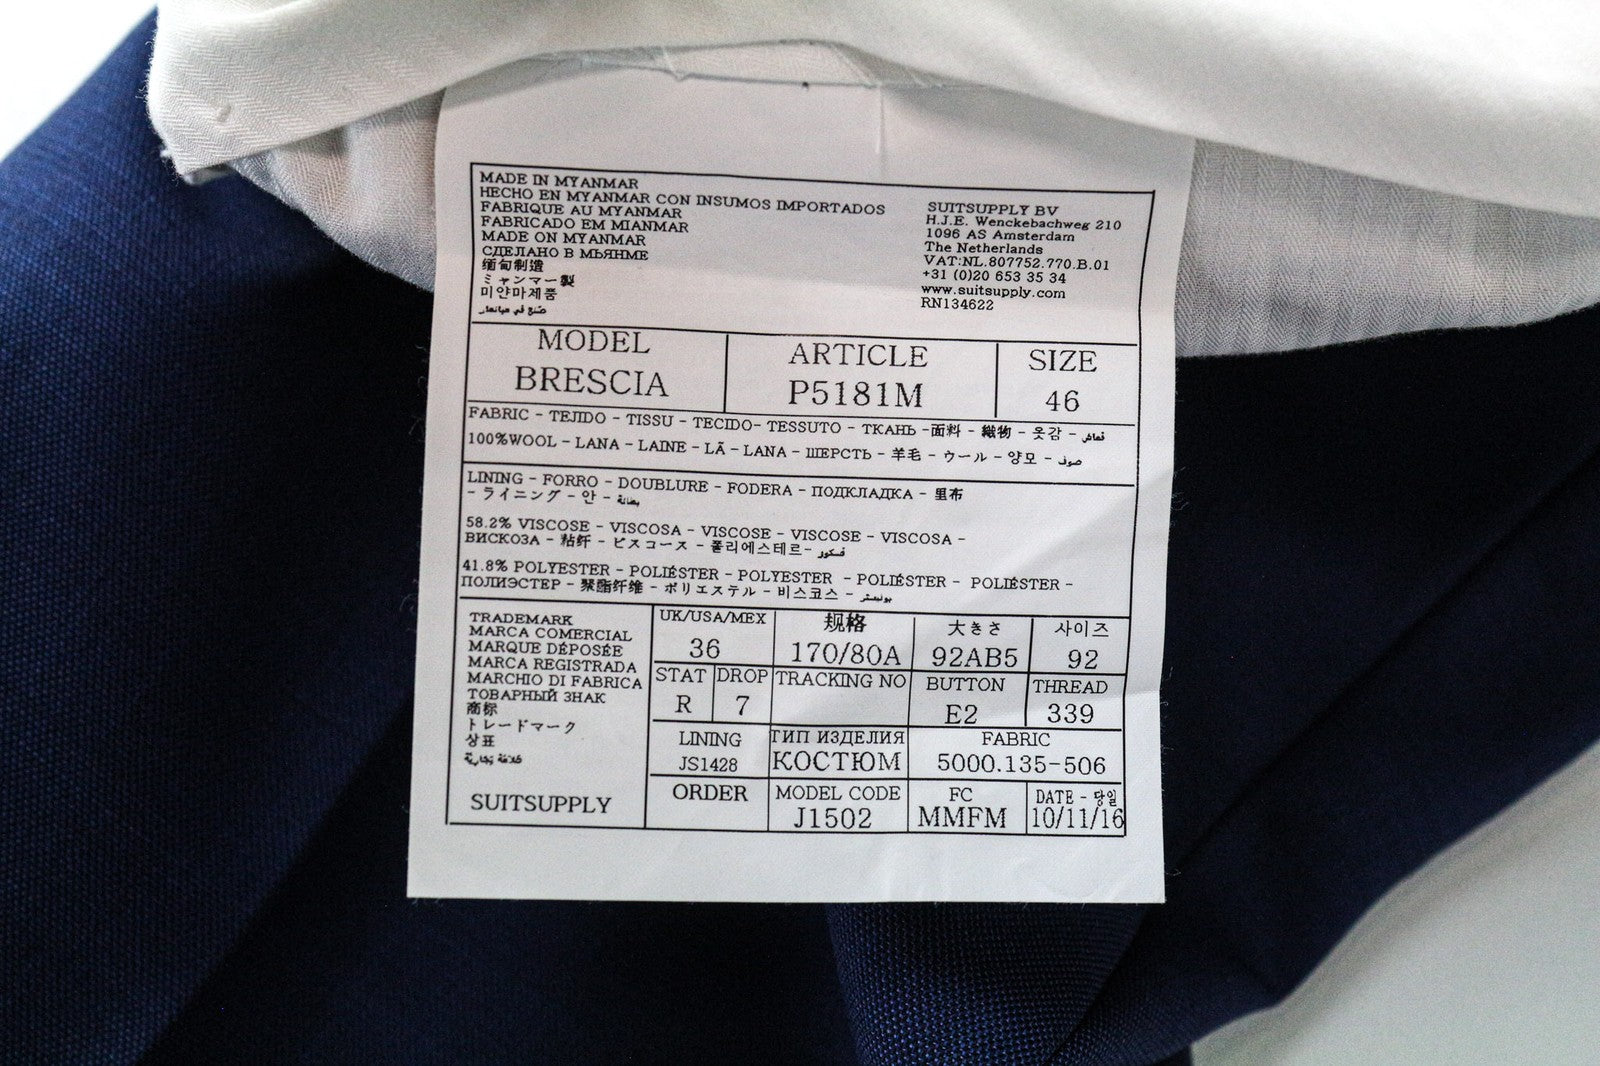 MADE IN MYANMAR
HECHO EN MYANMAR CON INSUMOS IMPORTADOS
FABRIQUE AU MYANMAR
FABRICADO EM MIANMAR
MADE ON MYANMAR
СДЕЛАНО В МЬЯНМЕ
缅甸制造
ミャンマー製
미얀마제품
صنع في ميانمار
SUITSUPPLY BV
H.J.E. Wenckebachweg 210
1096 AS Amsterdam
The Netherlands
VAT:NL.807752.770.B.01
+31 (0)20 653 35 34
www.suitsupply.com
RN134622
MODEL
BRESCIA
ARTICLE
P5181M
SIZE
46
FABRIC - TEJIDO - TISSU - TECIDO- TESSUTO - ТКАНЬ -面料 - 織物 - 옷감 - قماش
100%WOOL - LANA - LAINE - LÃ - LANA - ШЕРСТЬ - 羊毛 - ウール - 양모 - صوف
LINING - FORRO - DOUBLURE - FODERA - ПОДКЛАДКА - 里布
- ライニング - 안 - بطانة
58.2% VISCOSE - VISCOSA - VISCOSE - VISCOSE - VISCOSA -
ВИСКОЗА - 粘纤 - ビスコース - 폴리에스테르- فسكور
41.8% POLYESTER - POLIÉSTER - POLYESTER - POLIÉSTER - POLIÉSTER -
ПОЛИЭСТЕР - 聚酯纤维 - ポリエステル - 비스코스 -
TRADEMARK
MARCA COMERCIAL
MARQUE DÉPOSÉE
MARCA REGISTRADA
MARCHIO DI FABRICA
ТОВАРНЫЙ ЗНАК
商标
トレードマーク
상표
SUITSUPPLY
UK/USA/MEX
36
规格
170/80A
大きさ
92AB5
사이즈
92
STAT
R
DROP
7
TRACKING NO
BUTTON
E2
THREAD
339
LINING
JS1428
ТИП ИЗДЕЛИЯ
КОСТЮМ
FABRIC
5000.135-506
ORDER
MODEL CODE
J1502
FC
MMFM
DATE - 당일
10/11/16